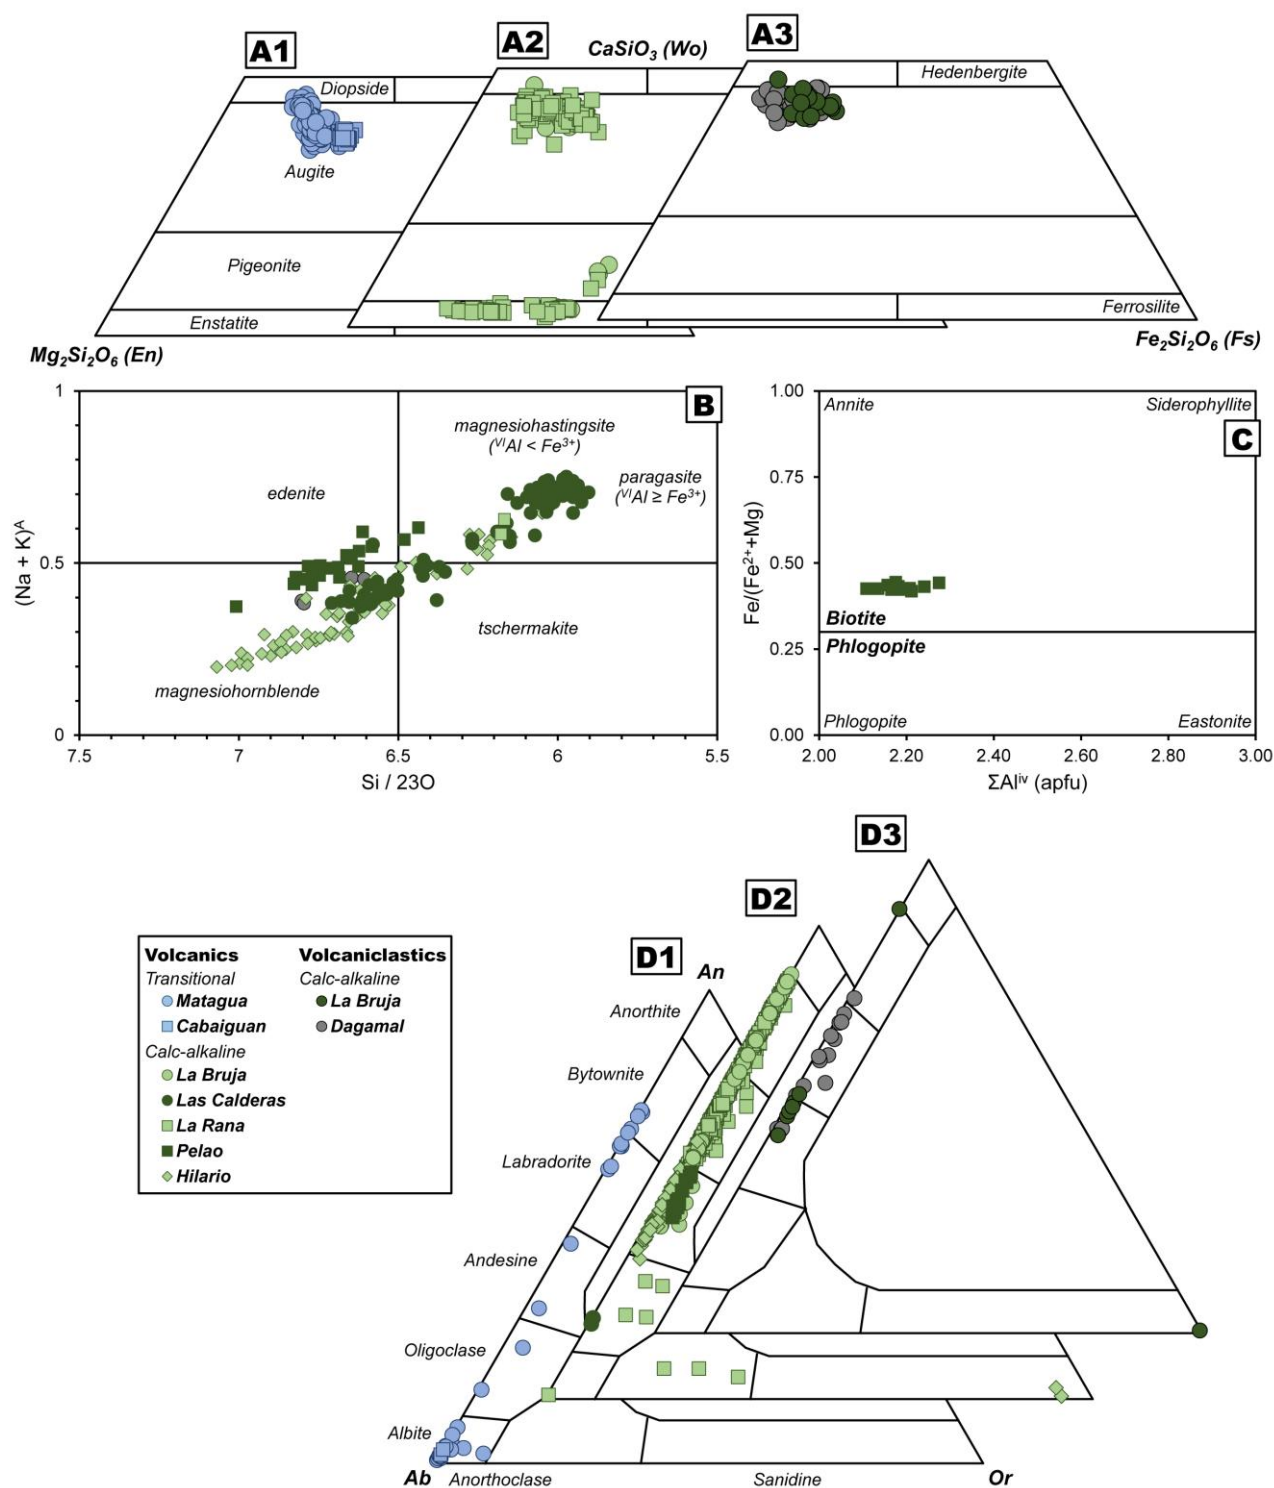 A1
A2
CaSiO₃ (Wo)
A3
Diopside
Hedenbergite
Augite
Pigeonite
Enstatite
Ferrosilite
Mg₂Si₂O₆ (En)
Fe₂Si₂O₆ (Fs)
B
1
0.5
0
(Na + K)ᴬ
magnesiohastingsite
(ⱽᴵAl < Fe³⁺)
paragasite
(ⱽᴵAl ≥ Fe³⁺)
edenite
tschermakite
magnesiohornblende
7.5 7 6.5 6 5.5
Si / 23O
C
1.00
0.75
0.50
0.25
0.00
Fe/(Fe²⁺+Mg)
Annite Siderophyllite
Biotite
Phlogopite
Phlogopite Eastonite
2.00 2.20 2.40 2.60 2.80 3.00
ΣAlⁱᵛ (apfu)
D3
D2
D1
An
Anorthite
Bytownite
Labradorite
Andesine
Oligoclase
Albite
Ab Anorthoclase Sanidine Or
Volcanics Volcaniclastics
Transitional Calc-alkaline
Matagua La Bruja
Cabaiguan Dagamal
Calc-alkaline
La Bruja
Las Calderas
La Rana
Pelao
Hilario